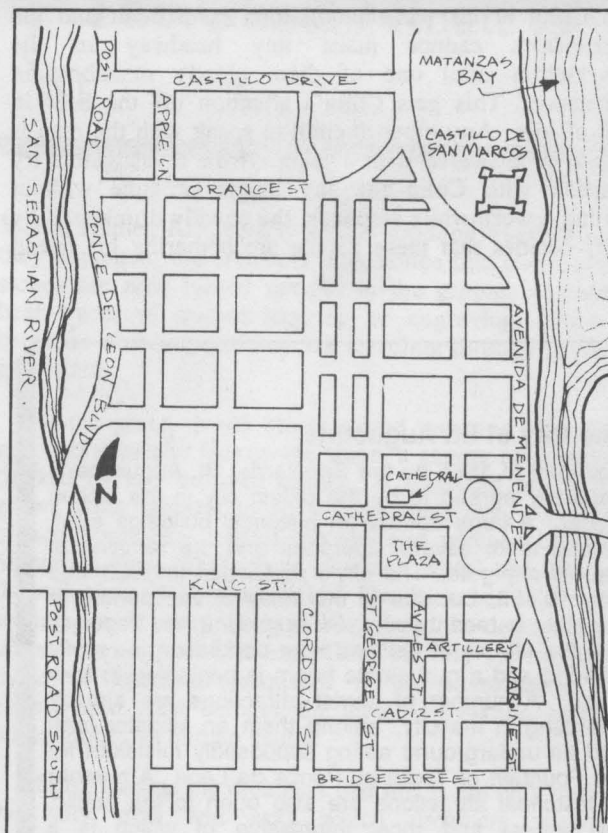 POST ROAD
CASTILLO DRIVE
MATANZAS
BAY
APPLE LN
CASTILLO DE
SAN MARCOS
SAN SEBASTIAN RIVER
ORANGE ST
PONCE DE LEON BLVD
AVENIDA DE MENENDEZ
N
CATHEDRAL
CATHEDRAL ST
THE
PLAZA
KING ST.
POST ROAD SOUTH
CORDOVA ST
ST GEORGE ST
AVILES ST
ARTILLERY
MARINE ST
CADIZ ST
BRIDGE STREET